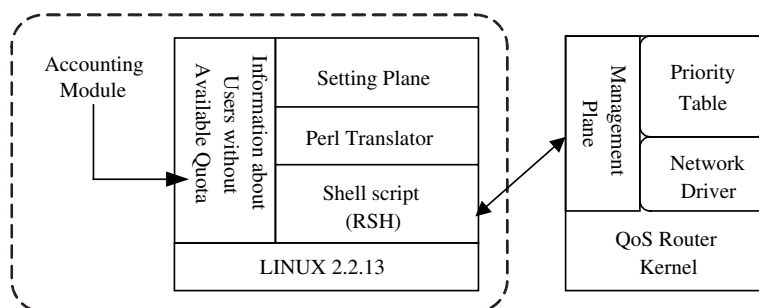 Accounting
Module
Information about
Users without
Available Quota
Setting Plane
Perl Translator
Shell script
(RSH)
LINUX 2.2.13
Management
Plane
Priority
Table
Network
Driver
QoS Router
Kernel